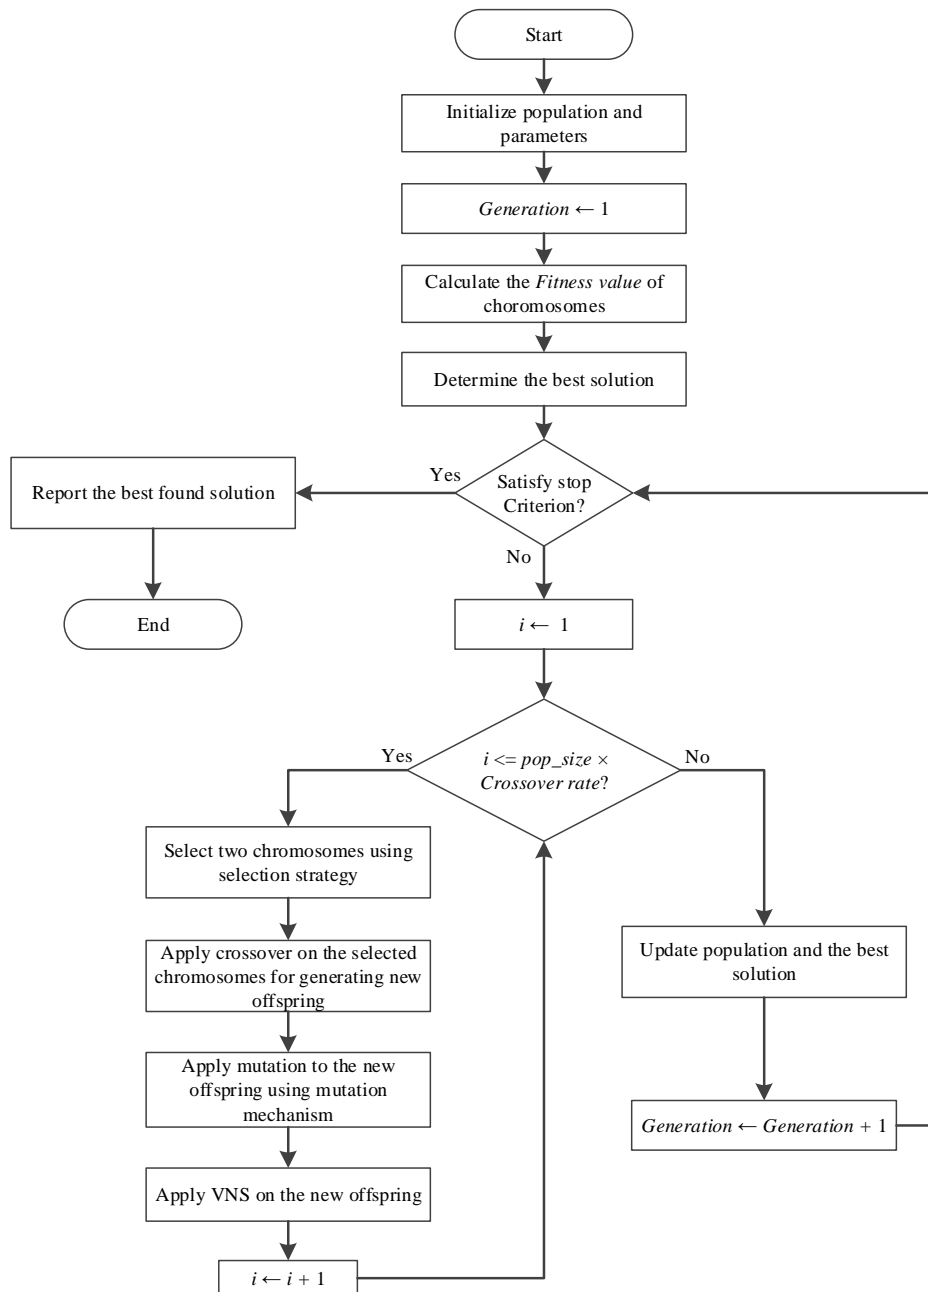 Start
Initialize population and
parameters
Generation ← 1
Calculate the Fitness value of
choromosomes
Determine the best solution
Yes
Satisfy stop
Criterion?
Report the best found solution
No
End
i ← 1
Yes
i <= pop_size ×
Crossover rate?
No
Select two chromosomes using
selection strategy
Apply crossover on the selected
chromosomes for generating new
offspring
Update population and the best
solution
Apply mutation to the new
offspring using mutation
mechanism
Generation ← Generation + 1
Apply VNS on the new offspring
i ← i + 1